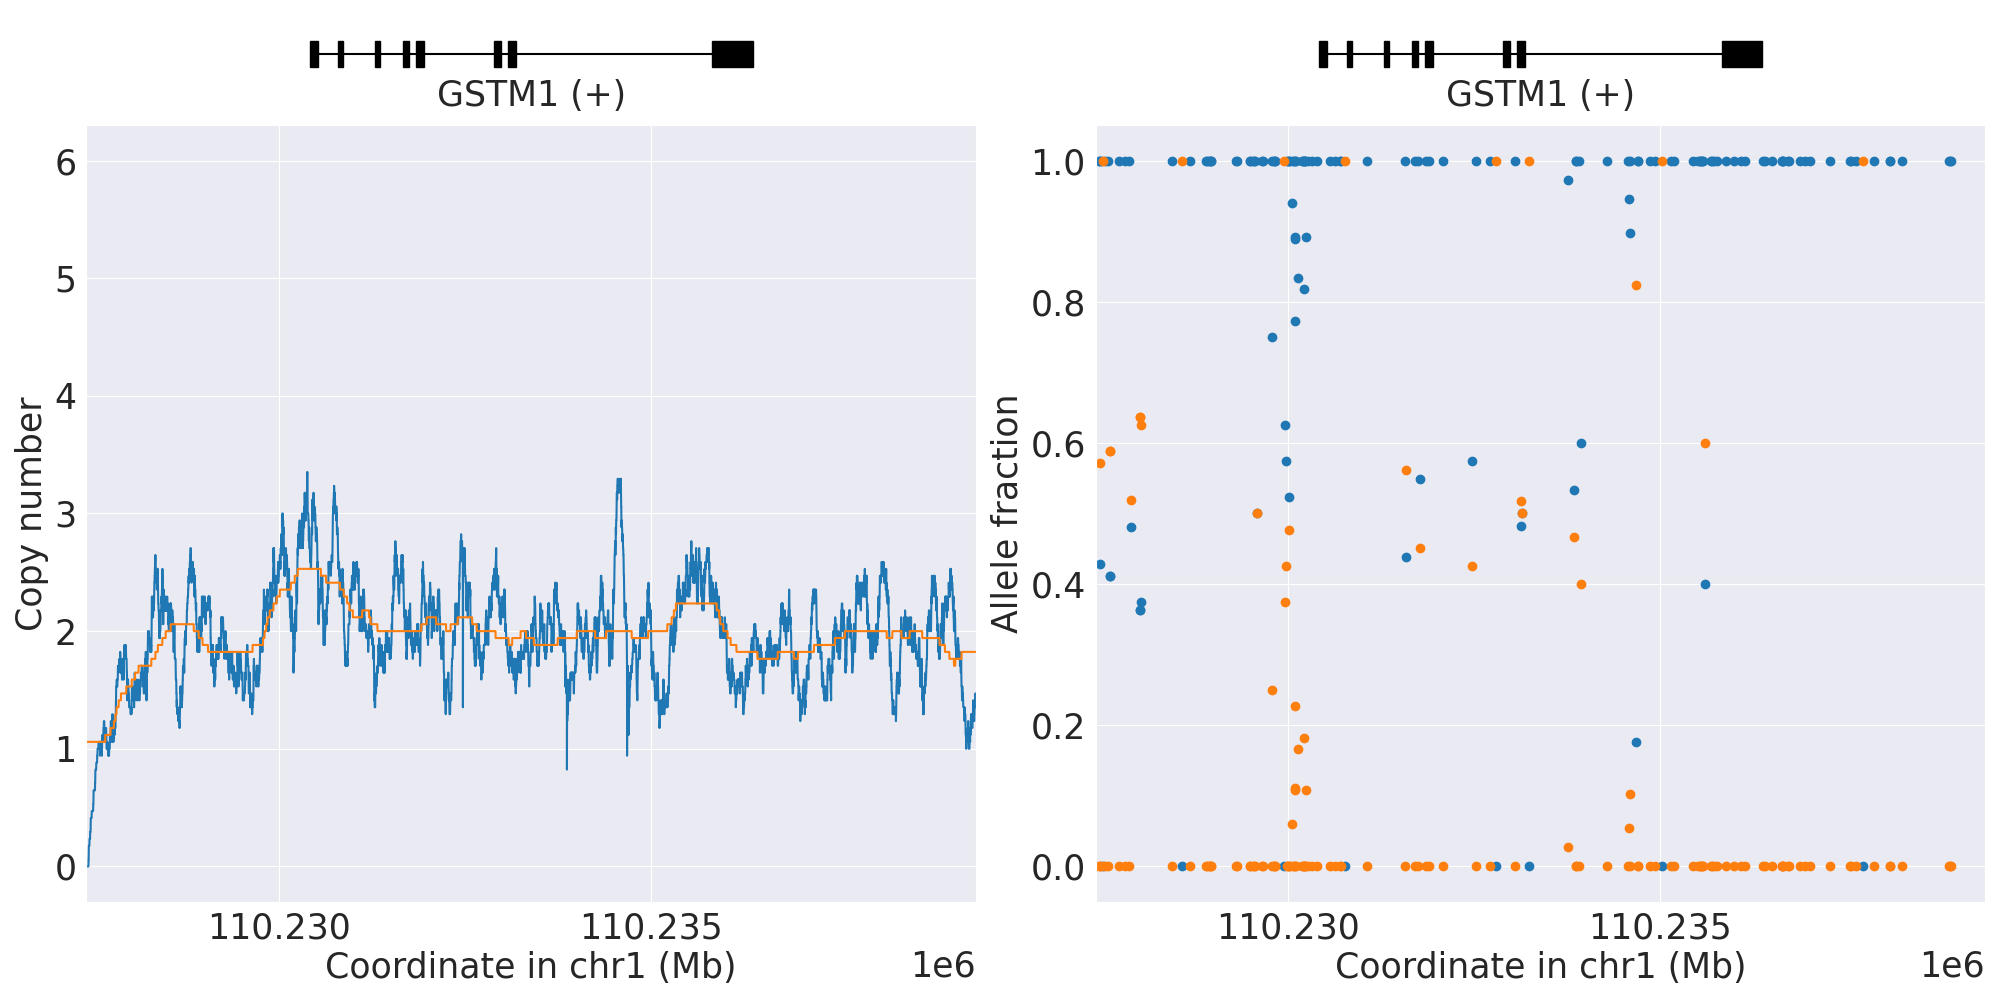 GSTM1 (+)
GSTM1 (+)
6
5
4
3
2
1
0
Copy number
110.230
110.235
Coordinate in chr1 (Mb)
1e6
1.0
0.8
0.6
0.4
0.2
0.0
Allele fraction
110.230
110.235
Coordinate in chr1 (Mb)
1e6